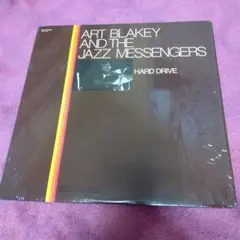 ART BLAKEY
AND THE
JAZZ MESSENGERS
HARD DRIVE